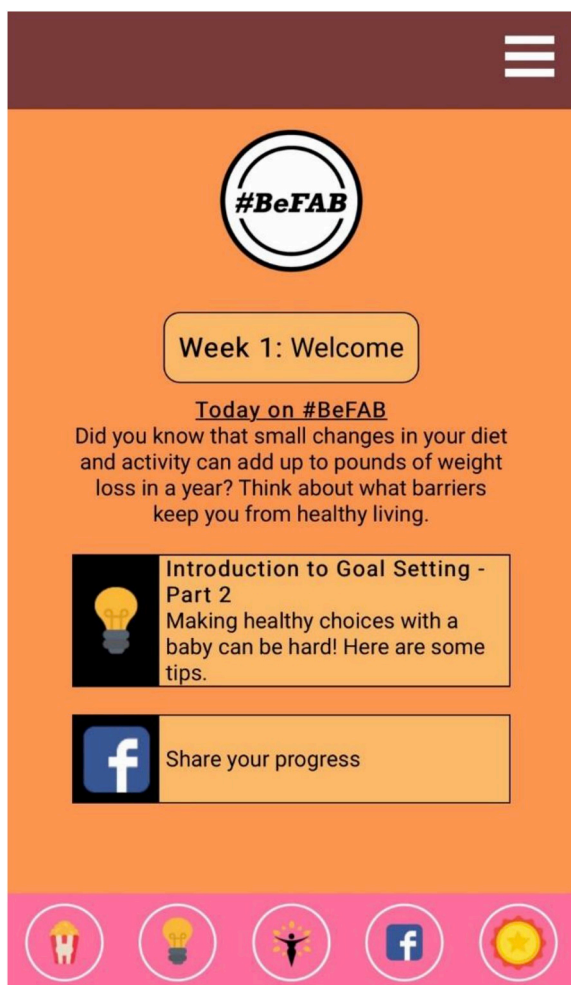 #BeFAB
Week 1: Welcome
Today on #BeFAB
Did you know that small changes in your diet
and activity can add up to pounds of weight
loss in a year? Think about what barriers
keep you from healthy living.
Introduction to Goal Setting -
Part 2
Making healthy choices with a
baby can be hard! Here are some
tips.
Share your progress